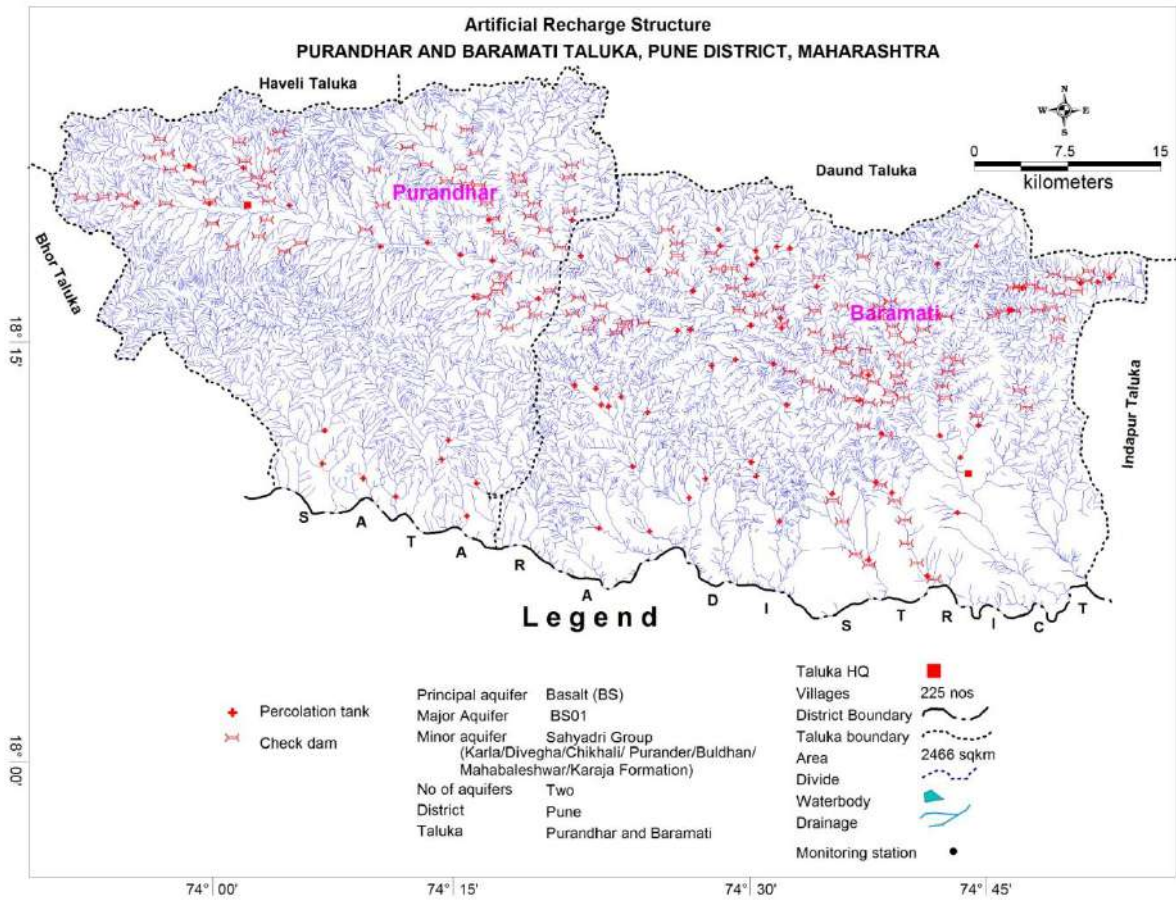 Artificial Recharge Structure
PURANDHAR AND BARAMATI TALUKA, PUNE DISTRICT, MAHARASHTRA
Haveli Taluka
N
W E
S
Daund Taluka
0 7.5 15
kilometers
Purandhar
Bhor Taluka
Baramati
18° 15'
Indapur Taluka
S A T A R A D I S T R I C T
Legend
Percolation tank
Check dam
Principal aquifer Basalt (BS)
Major Aquifer BS01
Minor aquifer Sahyadri Group
(Karla/Divegha/Chikhali/ Purander/Buldhan/
Mahabaleshwar/Karaja Formation)
No of aquifers Two
District Pune
Taluka Purandhar and Baramati
Taluka HQ
Villages 225 nos
District Boundary
Taluka boundary
Area 2466 sqkm
Divide
Waterbody
Drainage
Monitoring station
18° 00'
74° 00' 74° 15' 74° 30' 74° 45'